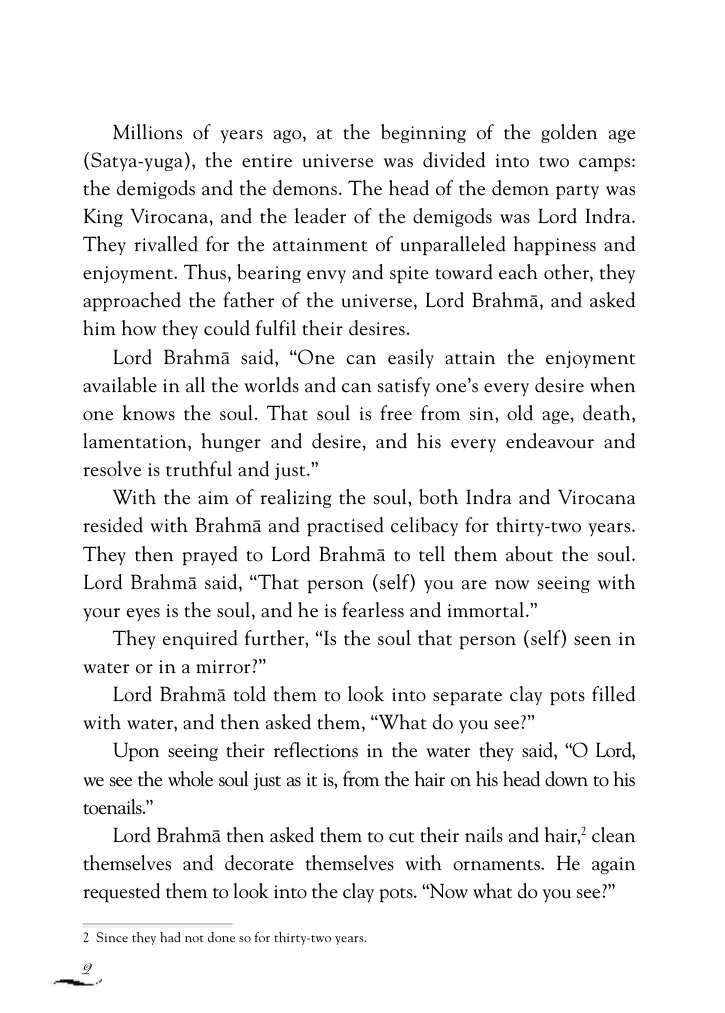 Millions of years ago, at the beginning of the golden age
(Satya-yuga), the entire universe was divided into two camps:
the demigods and the demons. The head of the demon party was
King Virocana, and the leader of the demigods was Lord Indra.
They rivalled for the attainment of unparalleled happiness and
enjoyment. Thus, bearing envy and spite toward each other, they
approached the father of the universe, Lord Brahmā, and asked
him how they could fulfil their desires.
Lord Brahmā said, “One can easily attain the enjoyment
available in all the worlds and can satisfy one’s every desire when
one knows the soul. That soul is free from sin, old age, death,
lamentation, hunger and desire, and his every endeavour and
resolve is truthful and just.”
With the aim of realizing the soul, both Indra and Virocana
resided with Brahmā and practised celibacy for thirty-two years.
They then prayed to Lord Brahmā to tell them about the soul.
Lord Brahmā said, “That person (self) you are now seeing with
your eyes is the soul, and he is fearless and immortal.”
They enquired further, “Is the soul that person (self) seen in
water or in a mirror?”
Lord Brahmā told them to look into separate clay pots filled
with water, and then asked them, “What do you see?”
Upon seeing their reflections in the water they said, “O Lord,
we see the whole soul just as it is, from the hair on his head down to his
toenails.”
Lord Brahmā then asked them to cut their nails and hair,² clean
themselves and decorate themselves with ornaments. He again
requested them to look into the clay pots. “Now what do you see?”
2 Since they had not done so for thirty-two years.
2